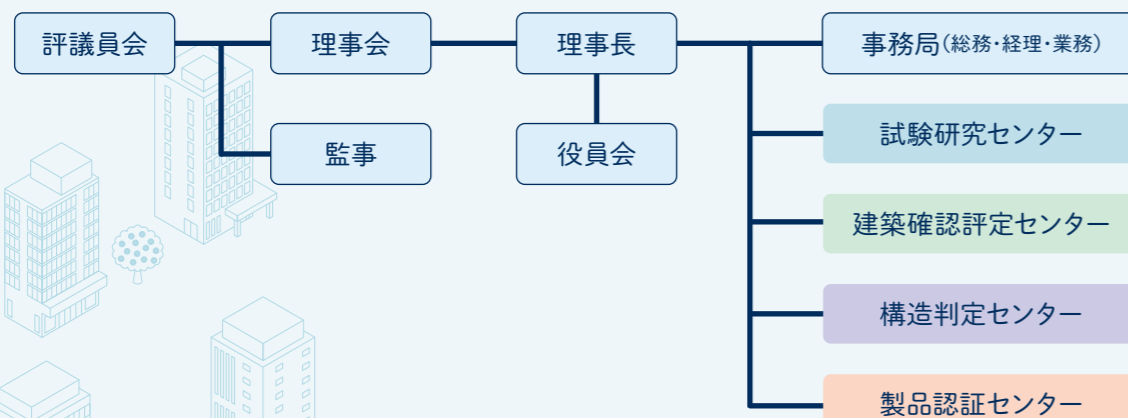 評議員会
理事会
理事長
事務局(総務・経理・業務)
監事
役員会
試験研究センター
建築確認評定センター
構造判定センター
製品認証センター